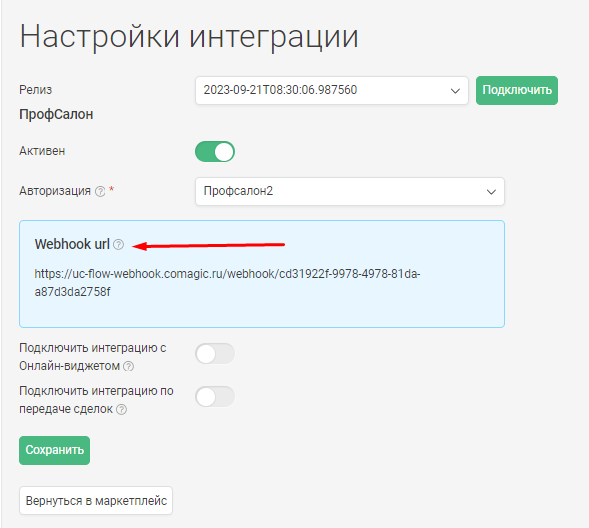 Настройки интеграции
Релиз
2023-09-21T08:30:06.987560
Подключить
ПрофСалон
Активен
Авторизация ? *
Профсалон2
Webhook url ?
https://uc-flow-webhook.comagic.ru/webhook/cd31922f-9978-4978-81da-
a87d3da2758f
Подключить интеграцию с
Онлайн-виджетом ?
Подключить интеграцию по
передаче сделок ?
Сохранить
Вернуться в маркетплейс